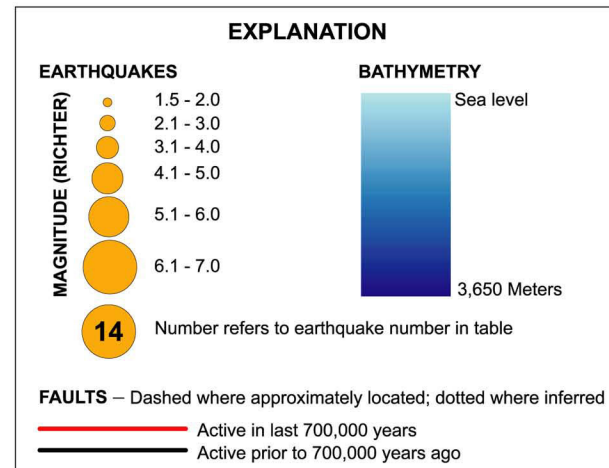 EXPLANATION
EARTHQUAKES
MAGNITUDE (RICHTER)
1.5 - 2.0
2.1 - 3.0
3.1 - 4.0
4.1 - 5.0
5.1 - 6.0
6.1 - 7.0
BATHYMETRY
Sea level
3,650 Meters
14 Number refers to earthquake number in table
FAULTS – Dashed where approximately located; dotted where inferred
Active in last 700,000 years
Active prior to 700,000 years ago